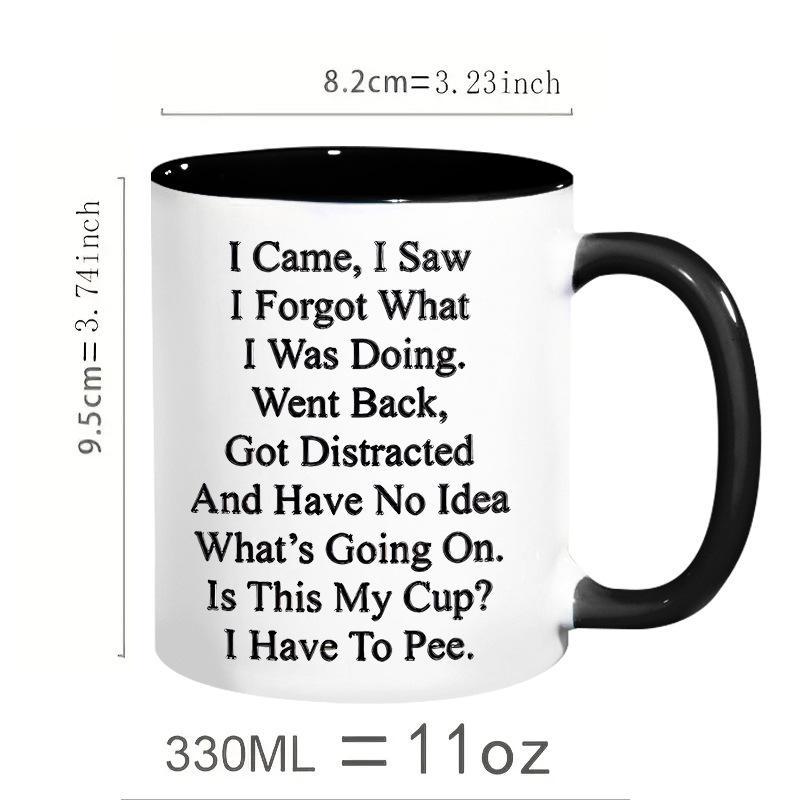 8.2cm=3.23inch
9.5cm=3.74inch
I Came, I Saw
I Forgot What
I Was Doing.
Went Back,
Got Distracted
And Have No Idea
What's Going On.
Is This My Cup?
I Have To Pee.
330ML = 11oz